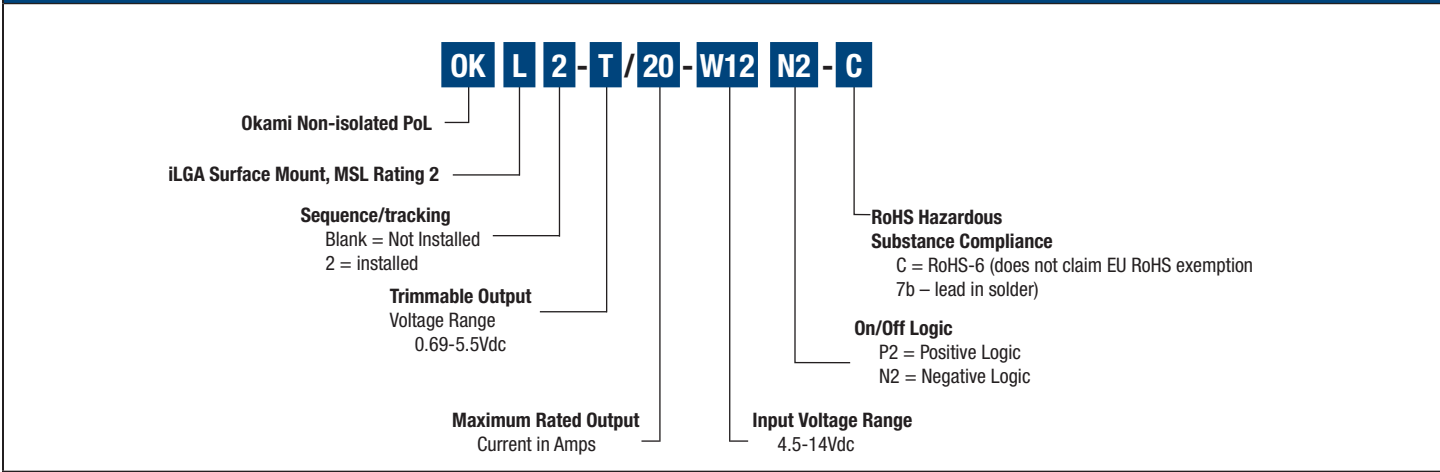 OK L 2 - T / 20 - W12 N2 - C
Okami Non-isolated PoL
iLGA Surface Mount, MSL Rating 2
Sequence/tracking
Blank = Not Installed
2 = installed
Trimmable Output
Voltage Range
0.69-5.5Vdc
Maximum Rated Output
Current in Amps
Input Voltage Range
4.5-14Vdc
On/Off Logic
P2 = Positive Logic
N2 = Negative Logic
RoHS Hazardous
Substance Compliance
C = RoHS-6 (does not claim EU RoHS exemption
7b – lead in solder)